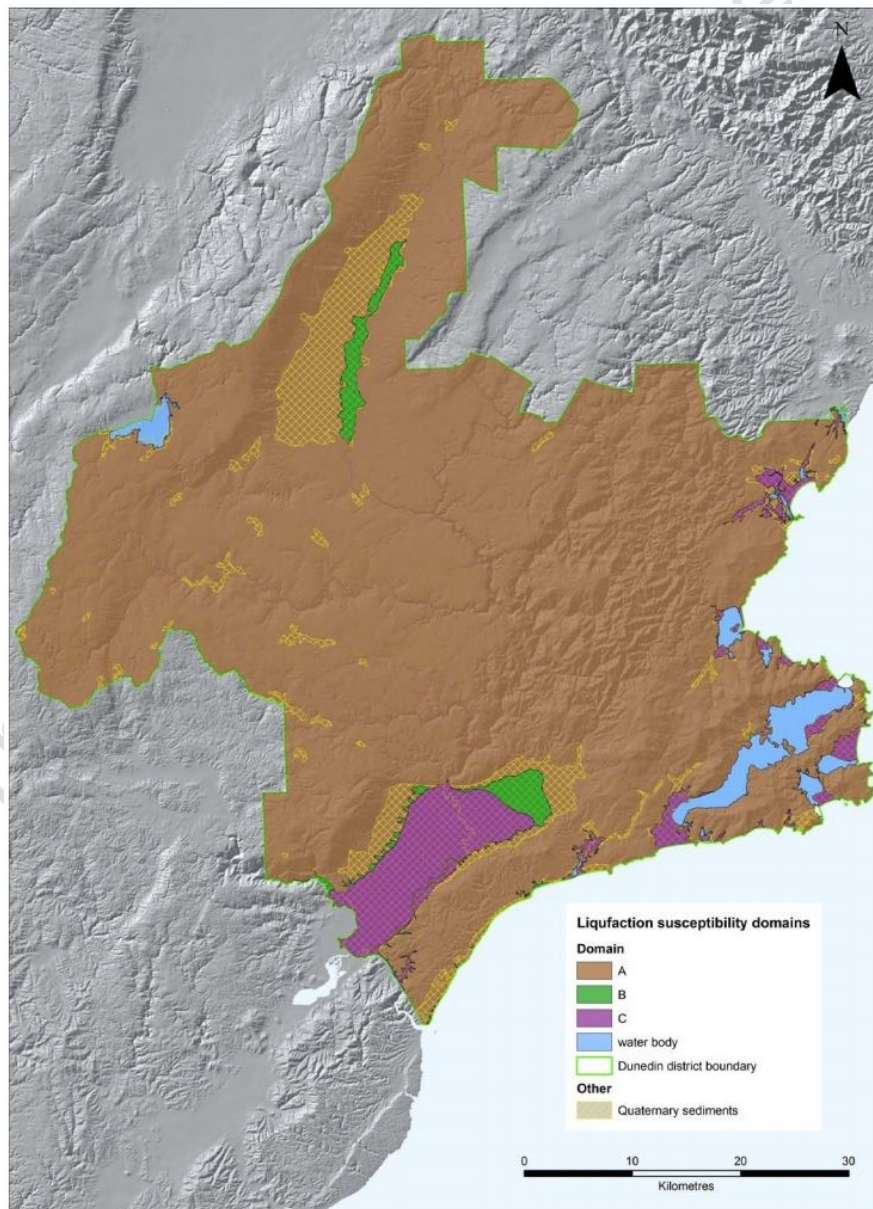 N
Liqufaction susceptibility domains
Domain
A
B
C
water body
Dunedin district boundary
Other
Quaternary sediments
0 10 20 30
Kilometres